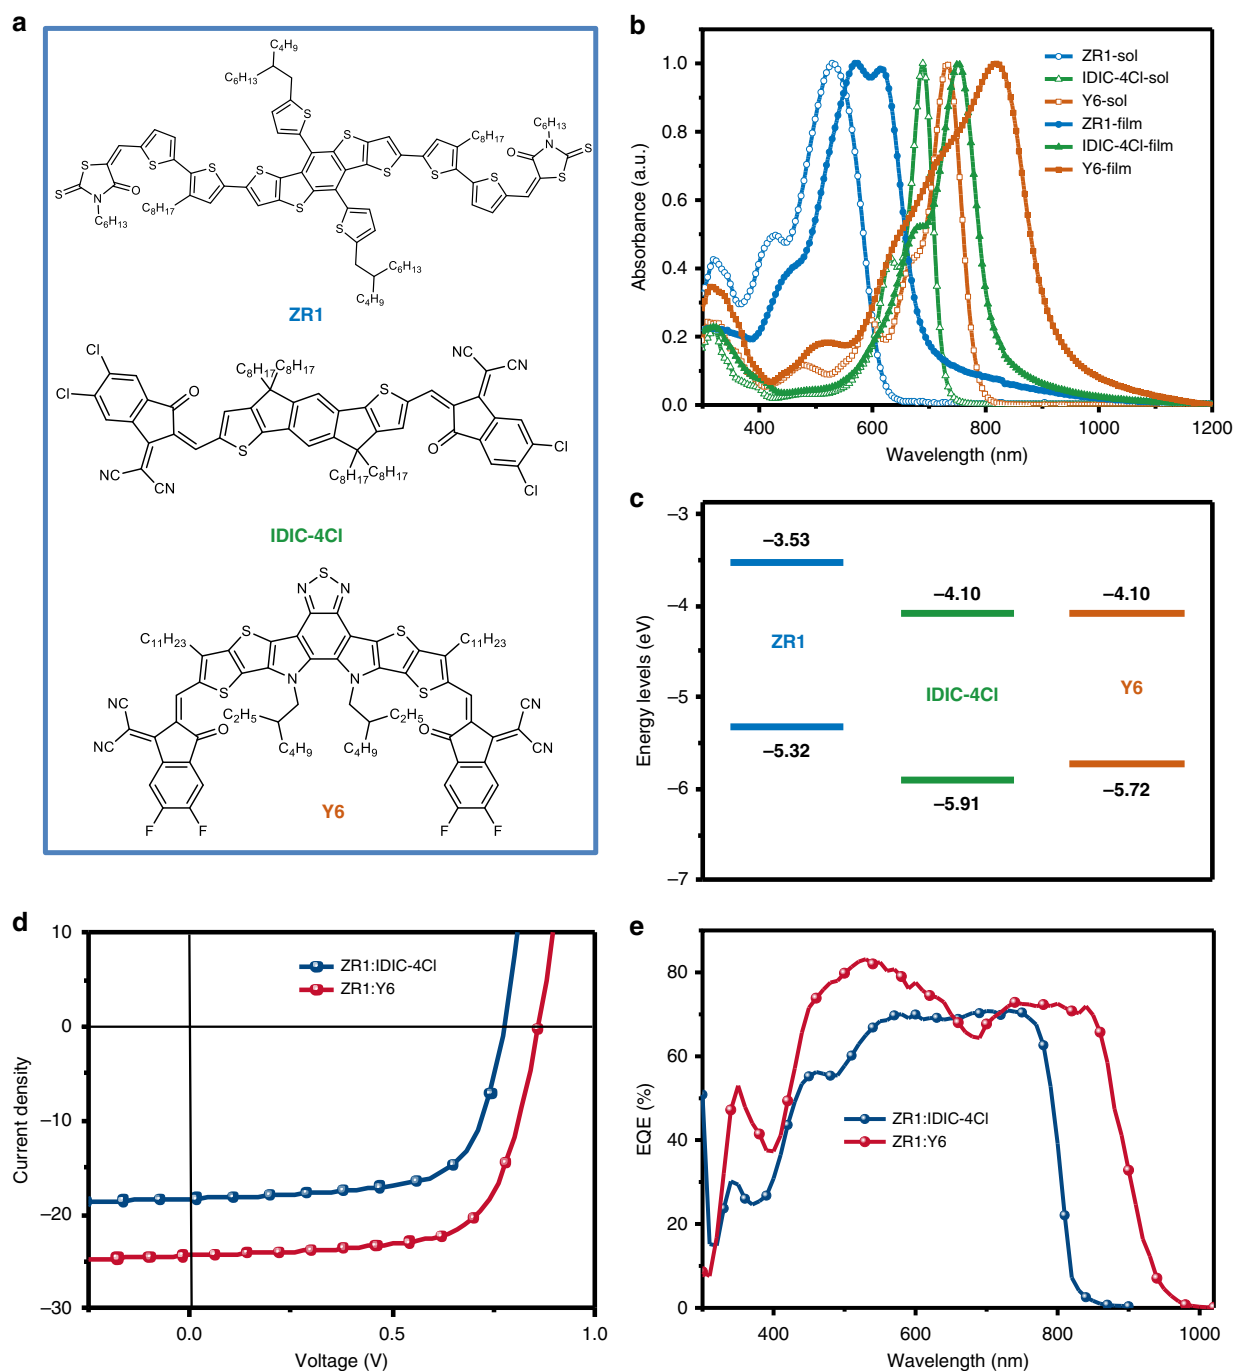 a
C4H9
C6H13
S
S
S
C8H17
C6H13
N
O
S
S
S
S
S
S
S
S
O
S
S
N
C6H13
C8H17
S
S
S
S
S
C6H13
C4H9
ZR1
Cl
Cl
O
C8H17
C8H17
S
NC
CN
S
O
Cl
Cl
NC
CN
C8H17
C8H17
IDIC-4Cl
S
N
N
C11H23
S
S
C11H23
S
N
N
S
NC
NC
O
C2H5
C2H5
O
CN
CN
C4H9
C4H9
F
F
Y6
F
F
b
ZR1-sol
IDIC-4Cl-sol
Y6-sol
ZR1-film
IDIC-4Cl-film
Y6-film
1.0
0.8
0.6
0.4
0.2
0.0
Absorbance (a.u.)
400
600
800
1000
1200
Wavelength (nm)
c
–3
–4
–5
–6
–7
Energy levels (eV)
–3.53
ZR1
–5.32
–4.10
IDIC-4Cl
–5.91
–4.10
Y6
–5.72
d
10
0
–10
–20
–30
Current density
ZR1:IDIC-4Cl
ZR1:Y6
0.0
0.5
1.0
Voltage (V)
e
80
60
40
20
0
EQE (%)
ZR1:IDIC-4Cl
ZR1:Y6
400
600
800
1000
Wavelength (nm)